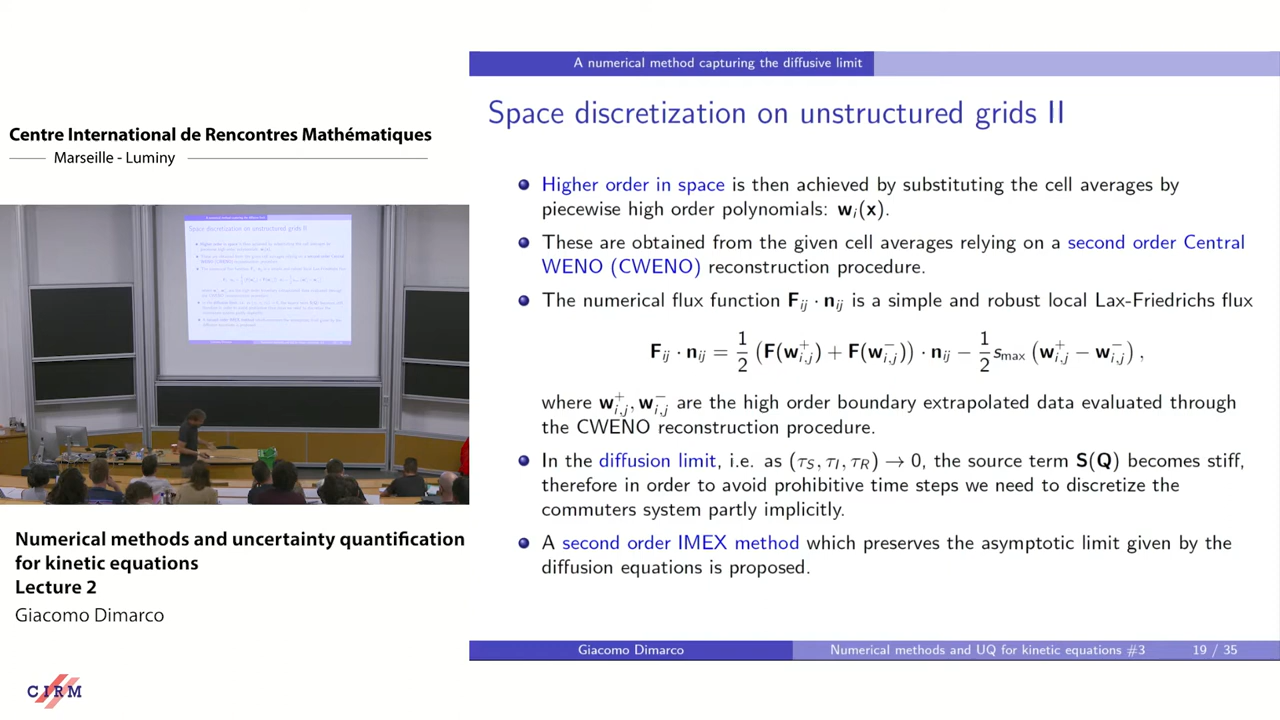 Centre International de Rencontres Mathématiques
Marseille - Luminy
Numerical methods and uncertainty quantification
for kinetic equations
Lecture 2
Giacomo Dimarco
CIRM
A numerical method capturing the diffusive limit
Space discretization on unstructured grids II
Higher order in space is then achieved by substituting the cell averages by
piecewise high order polynomials: w_i(x).
These are obtained from the given cell averages relying on a second order Central
WENO (CWENO) reconstruction procedure.
The numerical flux function F_ij · n_ij is a simple and robust local Lax-Friedrichs flux
F_ij · n_ij = 1/2 (F(w^+_{i,j}) + F(w^-_{i,j})) · n_ij − 1/2 s_max (w^+_{i,j} − w^-_{i,j}) ,
where w^+_{i,j}, w^-_{i,j} are the high order boundary extrapolated data evaluated through
the CWENO reconstruction procedure.
In the diffusion limit, i.e. as (τ_S, τ_I, τ_R) → 0, the source term S(Q) becomes stiff,
therefore in order to avoid prohibitive time steps we need to discretize the
commuters system partly implicitly.
A second order IMEX method which preserves the asymptotic limit given by the
diffusion equations is proposed.
Giacomo Dimarco
Numerical methods and UQ for kinetic equations #3
19 / 35